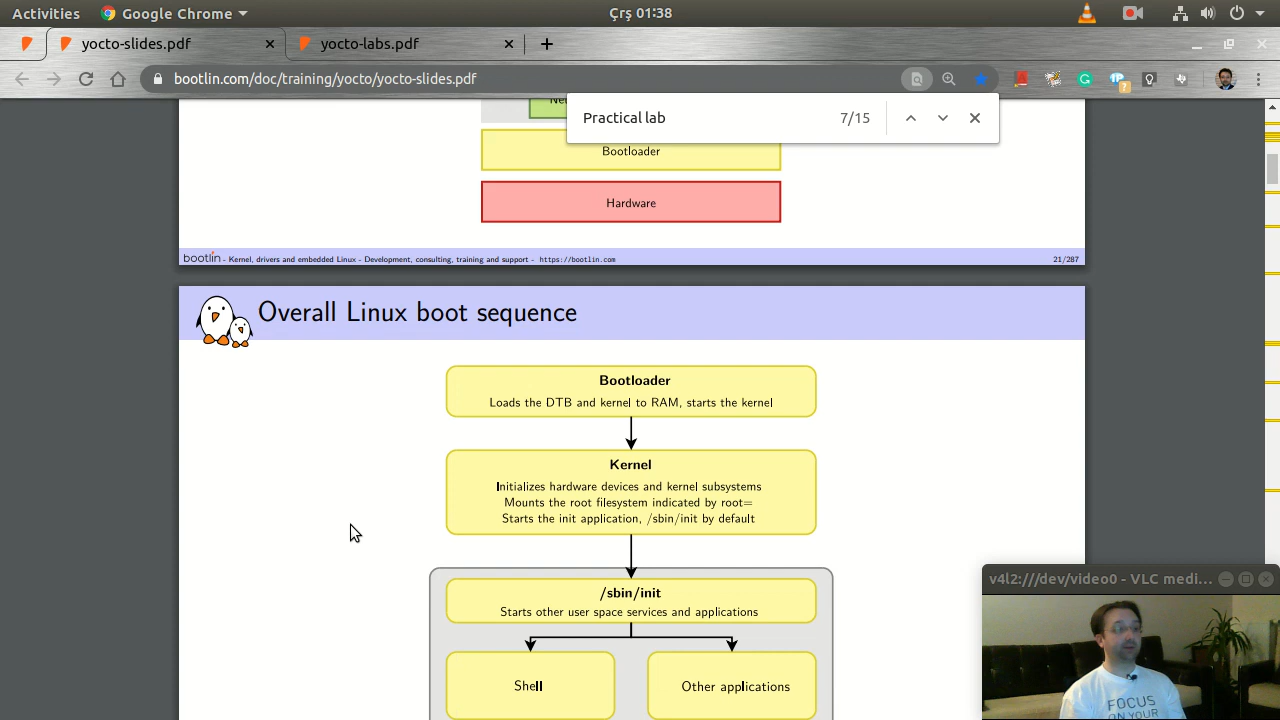 Activities Google Chrome Çrş 01:38
yocto-slides.pdf yocto-labs.pdf
bootlin.com/doc/training/yocto/yocto-slides.pdf
Practical lab 7/15
Bootloader
Hardware
bootlin - Kernel, drivers and embedded Linux - Development, consulting, training and support - https://bootlin.com 21/287
Overall Linux boot sequence
Bootloader
Loads the DTB and kernel to RAM, starts the kernel
Kernel
Initializes hardware devices and kernel subsystems
Mounts the root filesystem indicated by root=
Starts the init application, /sbin/init by default
/sbin/init
Starts other user space services and applications
Shell Other applications
v4l2:///dev/video0 - VLC medi...
FOCUS
ON YOUR